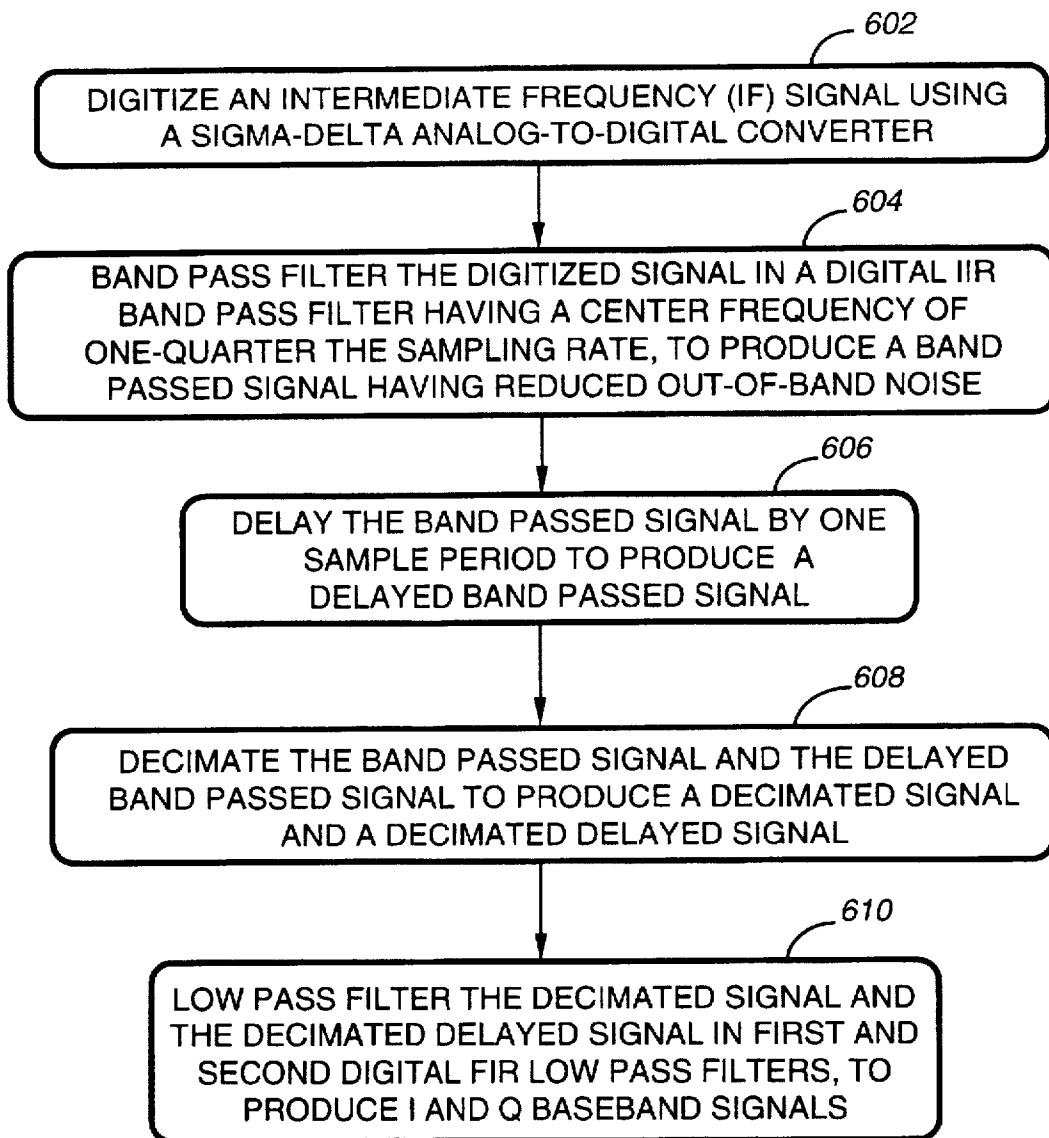 602
DIGITIZE AN INTERMEDIATE FREQUENCY (IF) SIGNAL USING
A SIGMA-DELTA ANALOG-TO-DIGITAL CONVERTER
604
BAND PASS FILTER THE DIGITIZED SIGNAL IN A DIGITAL IIR
BAND PASS FILTER HAVING A CENTER FREQUENCY OF
ONE-QUARTER THE SAMPLING RATE, TO PRODUCE A BAND
PASSED SIGNAL HAVING REDUCED OUT-OF-BAND NOISE
606
DELAY THE BAND PASSED SIGNAL BY ONE
SAMPLE PERIOD TO PRODUCE A
DELAYED BAND PASSED SIGNAL
608
DECIMATE THE BAND PASSED SIGNAL AND THE DELAYED
BAND PASSED SIGNAL TO PRODUCE A DECIMATED SIGNAL
AND A DECIMATED DELAYED SIGNAL
610
LOW PASS FILTER THE DECIMATED SIGNAL AND
THE DECIMATED DELAYED SIGNAL IN FIRST AND
SECOND DIGITAL FIR LOW PASS FILTERS, TO
PRODUCE I AND Q BASEBAND SIGNALS